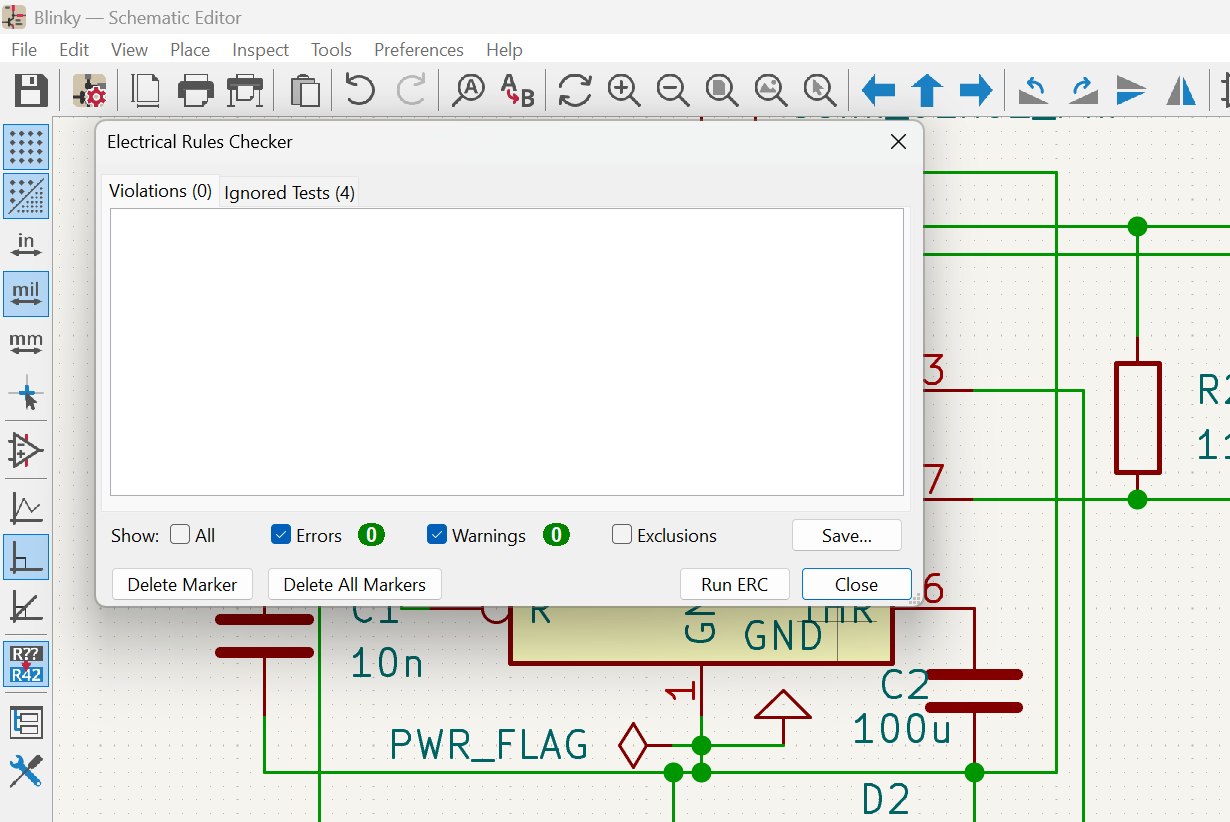 Blinky — Schematic Editor
File Edit View Place Inspect Tools Preferences Help
A A B
Electrical Rules Checker
Violations (0) Ignored Tests (4)
in
mil
mm
3
7
Show: All Errors 0 Warnings 0 Exclusions Save...
Delete Marker Delete All Markers Run ERC Close
6
C1 R THR
GND
10n
1
C2
100u
PWR_FLAG
D2
R??
R42